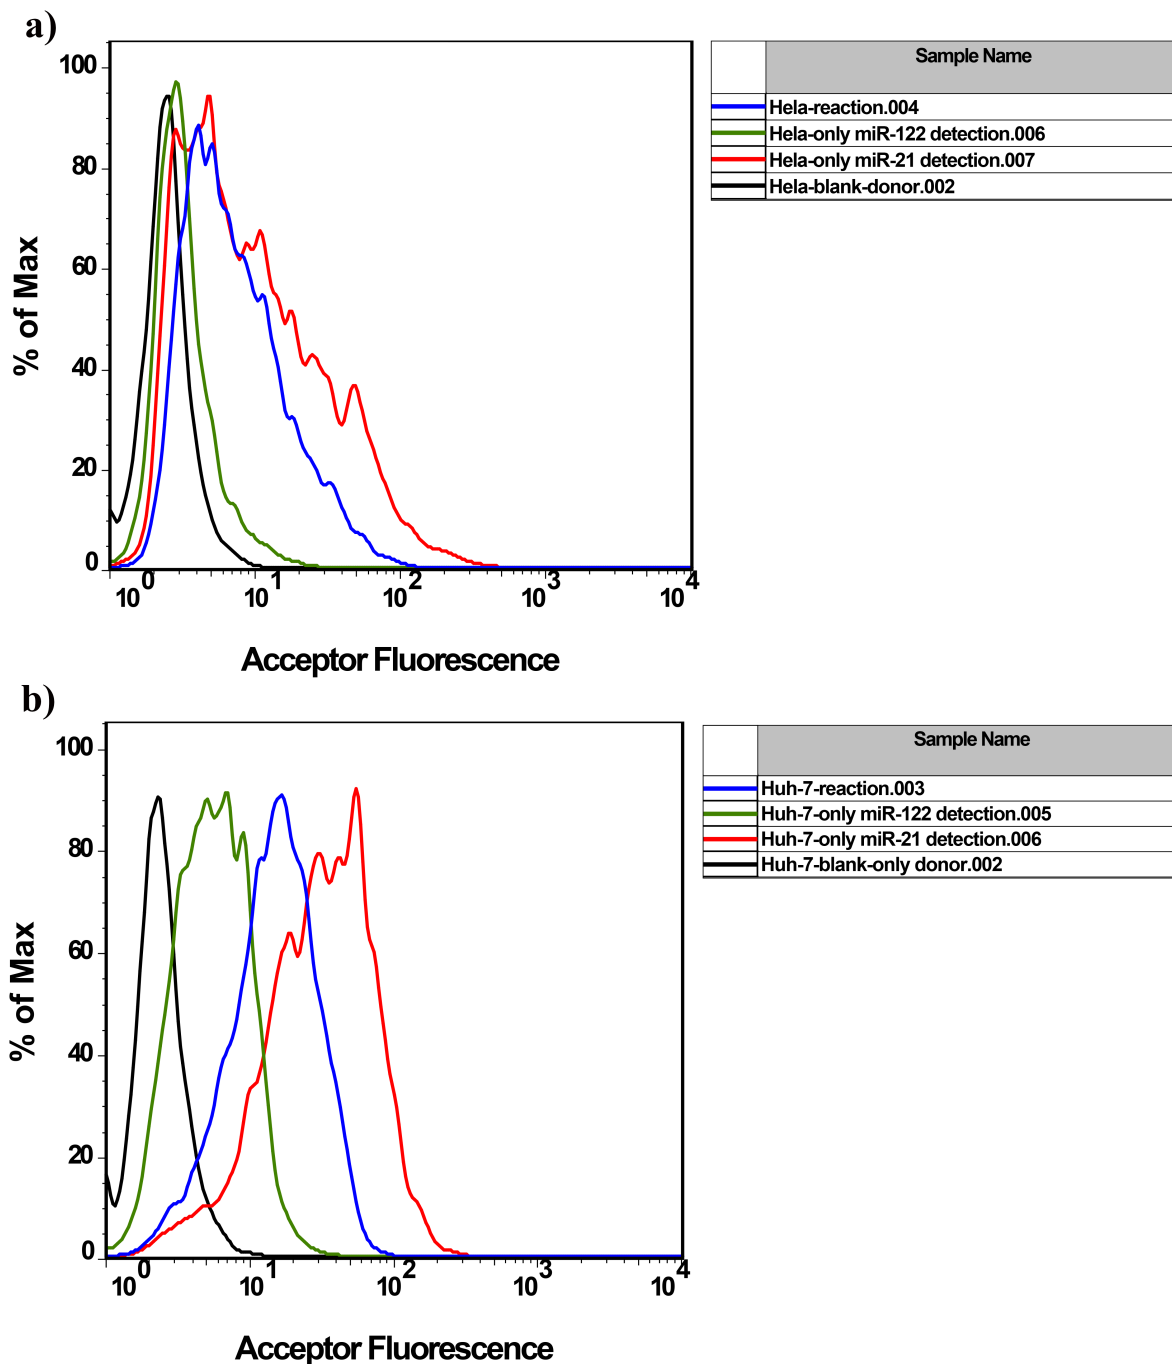 a)
100
80
60
40
20
0
% of Max
10^0 10^1 10^2 10^3 10^4
Acceptor Fluorescence
Sample Name
Hela-reaction.004
Hela-only miR-122 detection.006
Hela-only miR-21 detection.007
Hela-blank-donor.002
b)
100
80
60
40
20
0
% of Max
10^0 10^1 10^2 10^3 10^4
Acceptor Fluorescence
Sample Name
Huh-7-reaction.003
Huh-7-only miR-122 detection.005
Huh-7-only miR-21 detection.006
Huh-7-blank-only donor.002